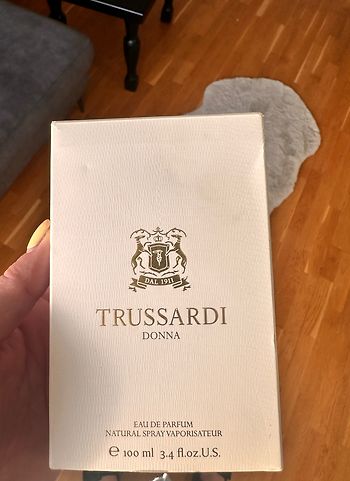 DAL 1911
TRUSSARDI
DONNA
EAU DE PARFUM
NATURAL SPRAY VAPORISATEUR
℮ 100 ml 3.4 fl.oz.U.S.